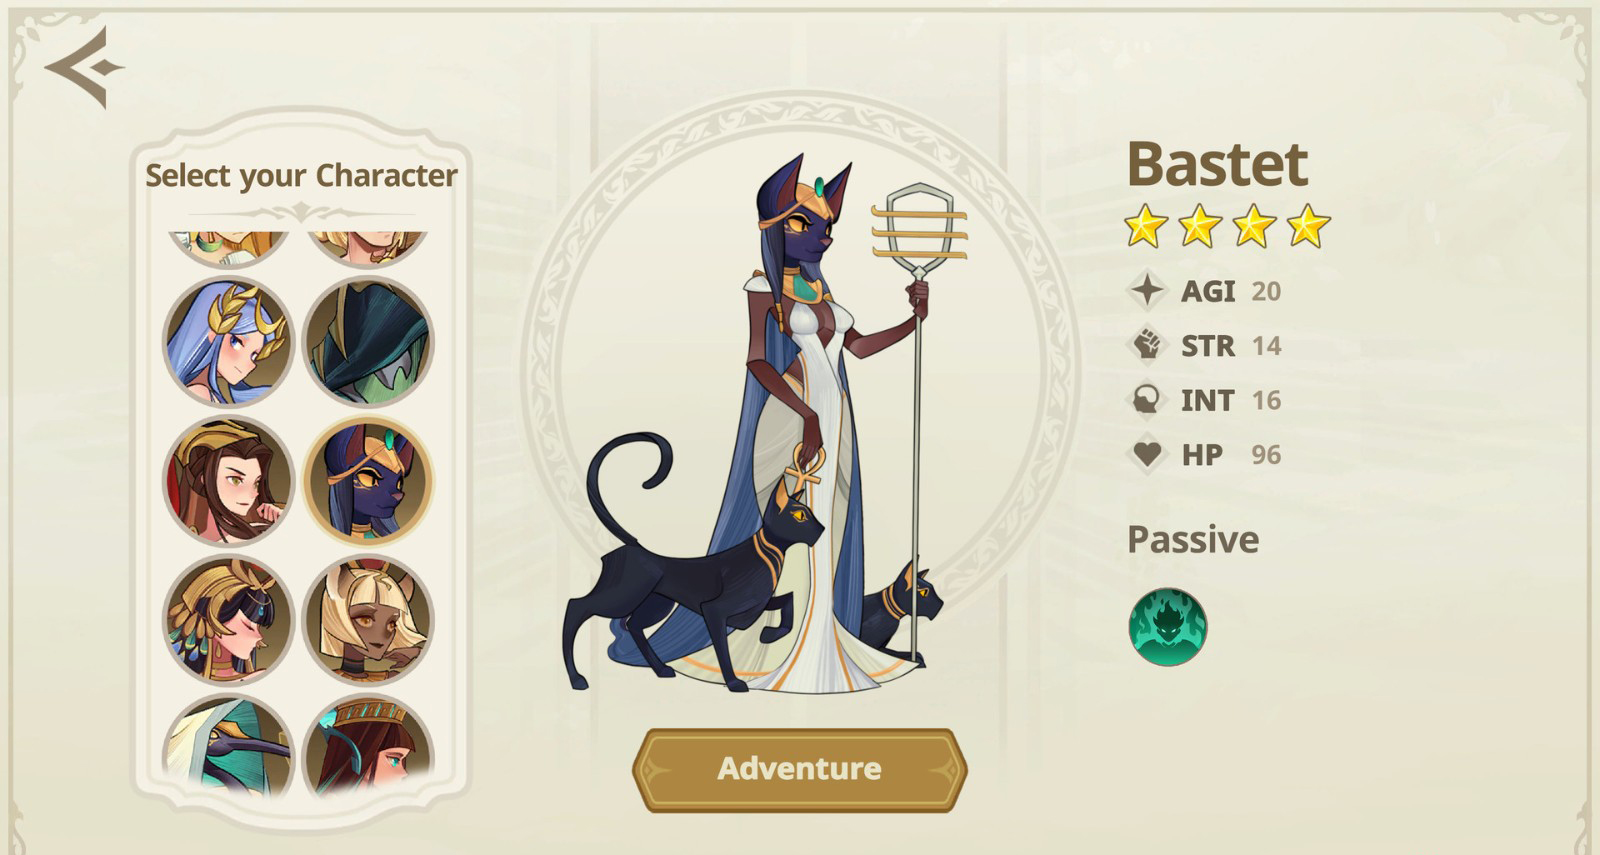 Select your Character
Bastet
AGI 20
STR 14
INT 16
HP 96
Passive
Adventure